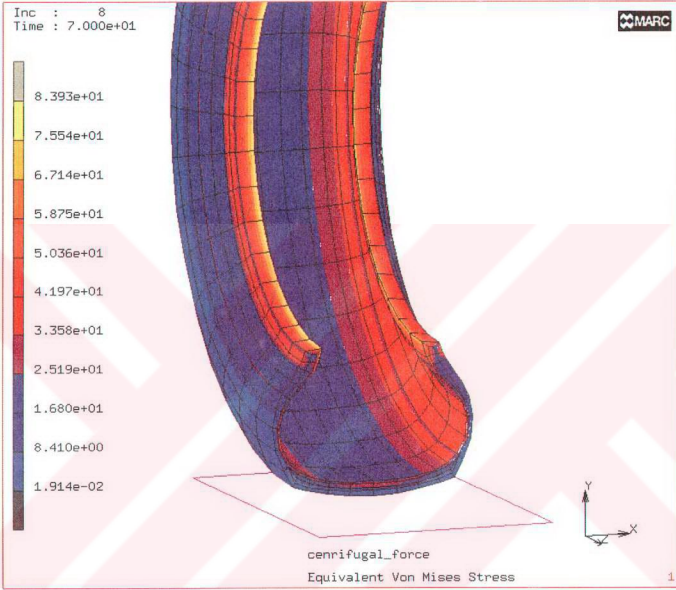 Inc : 8
Time : 7.000e+01
MARC
8.393e+01
7.554e+01
6.714e+01
5.875e+01
5.036e+01
4.197e+01
3.358e+01
2.519e+01
1.680e+01
8.410e+00
1.914e-02
Y
X
Z
cenrifugal_force
Equivalent Von Mises Stress
1